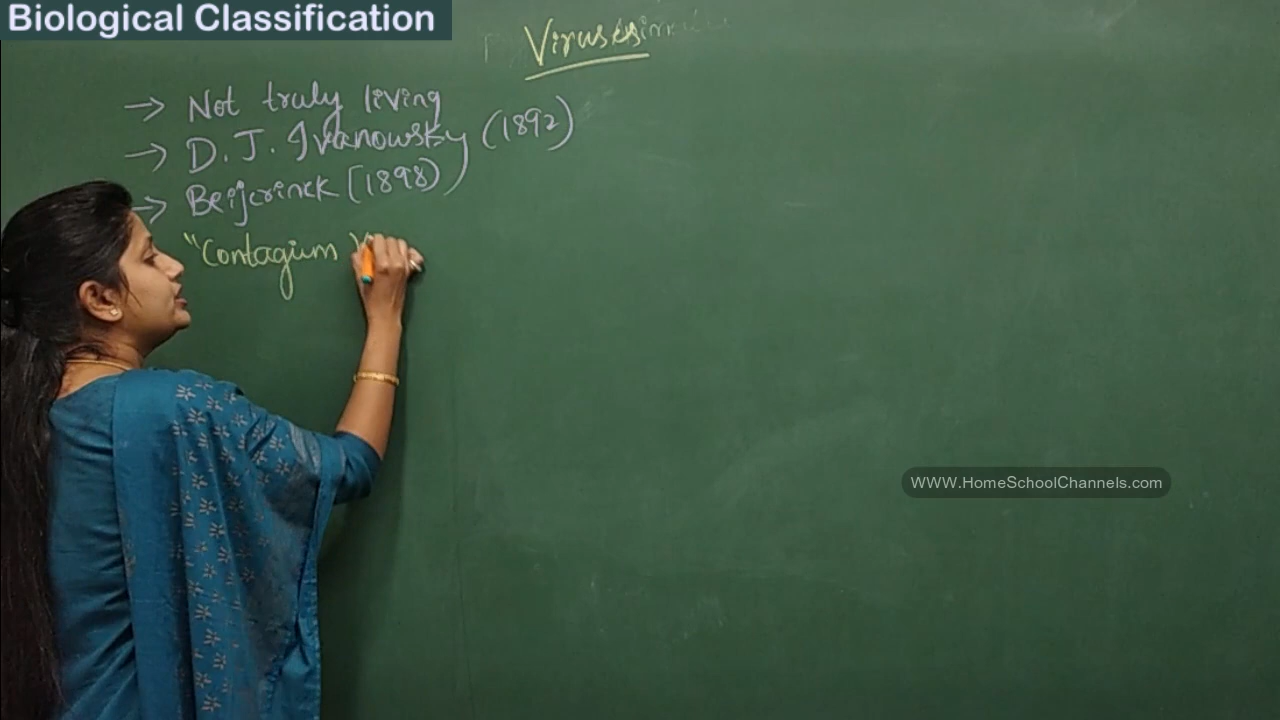 Biological Classification
Viruses
→ Not truly living
→ D. J. Ivanowsky (1892)
→ Beijerinck (1898)
"Contagium V
WWW.HomeSchoolChannels.com